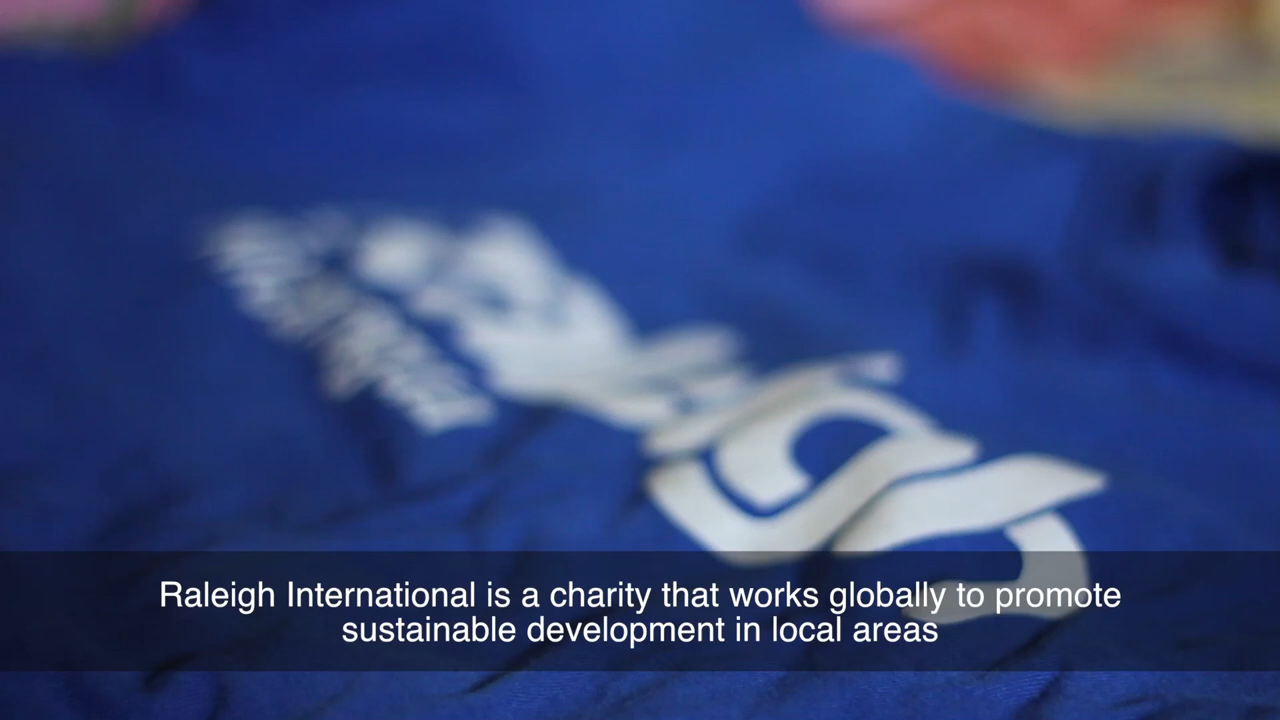 Raleigh International is a charity that works globally to promote
sustainable development in local areas